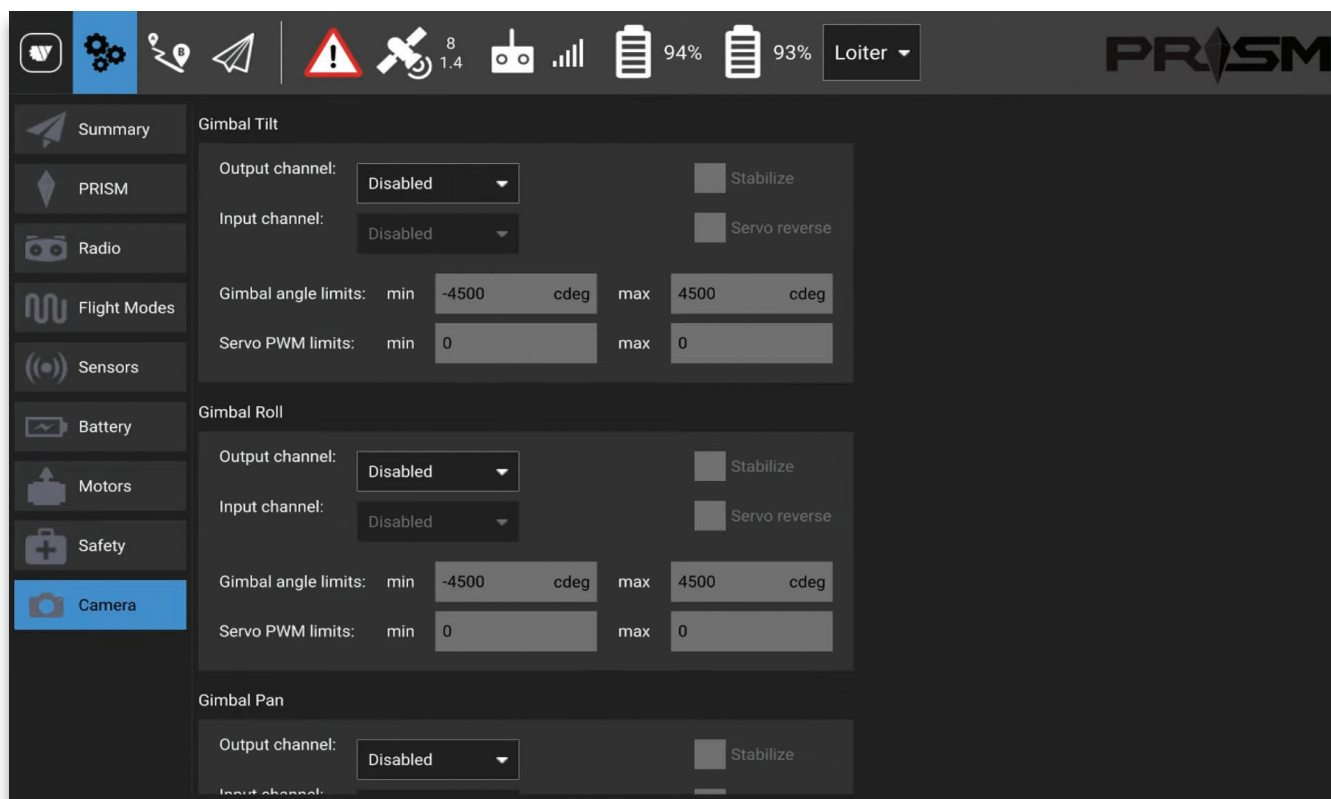 8
1.4
94%
93%
Loiter
PRISM
Summary
PRISM
Radio
Flight Modes
Sensors
Battery
Motors
Safety
Camera
Gimbal Tilt
Output channel: Disabled Stabilize
Input channel: Disabled Servo reverse
Gimbal angle limits: min -4500 cdeg max 4500 cdeg
Servo PWM limits: min 0 max 0
Gimbal Roll
Output channel: Disabled Stabilize
Input channel: Disabled Servo reverse
Gimbal angle limits: min -4500 cdeg max 4500 cdeg
Servo PWM limits: min 0 max 0
Gimbal Pan
Output channel: Disabled Stabilize
Input channel: